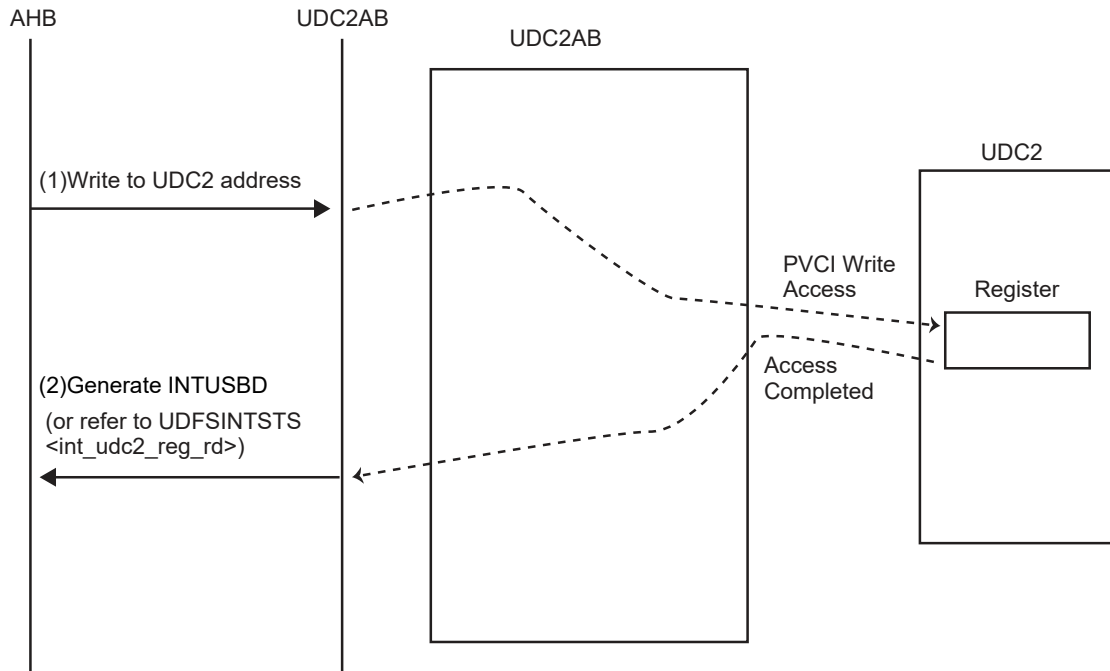 AHB
UDC2AB
UDC2AB
UDC2
(1)Write to UDC2 address
PVCI Write
Access
Register
Access
Completed
(2)Generate INTUSBD
(or refer to UDFSINTSTS
<int_udc2_reg_rd>)